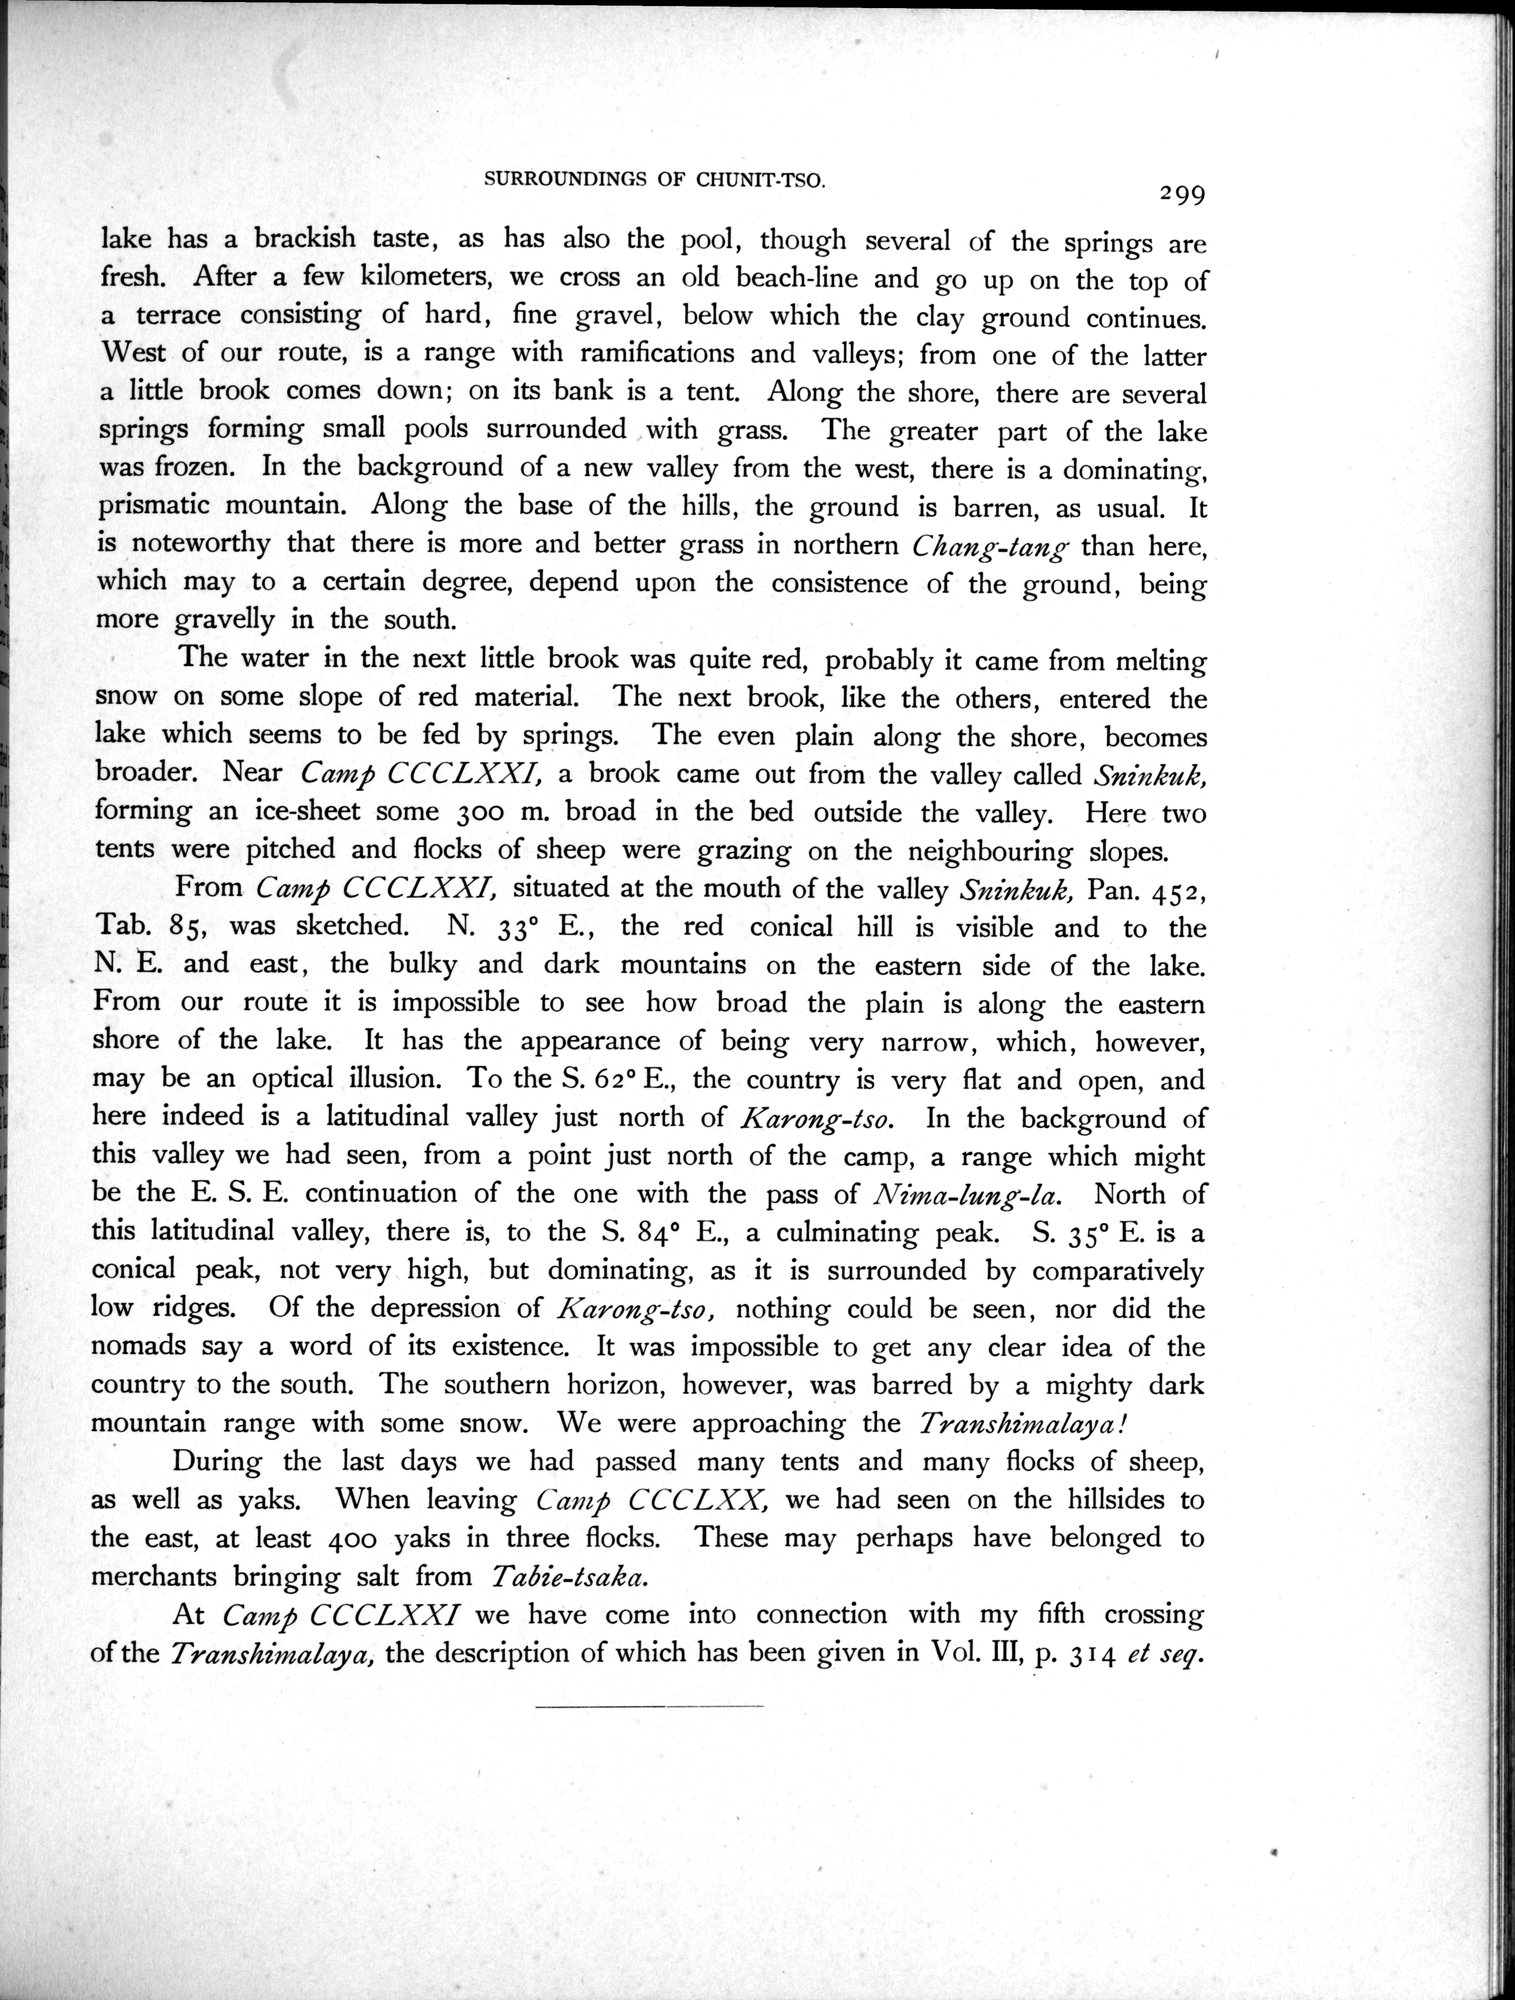 SURROUNDINGS OF CHUNIT-TSO.
299
lake has a brackish taste, as has also the pool, though several of the springs are
fresh. After a few kilometers, we cross an old beach-line and go up on the top of
a terrace consisting of hard, fine gravel, below which the clay ground continues.
West of our route, is a range with ramifications and valleys; from one of the latter
a little brook comes down; on its bank is a tent. Along the shore, there are several
springs forming small pools surrounded with grass. The greater part of the lake
was frozen. In the background of a new valley from the west, there is a dominating,
prismatic mountain. Along the base of the hills, the ground is barren, as usual. It
is noteworthy that there is more and better grass in northern Chang-tang than here,
which may to a certain degree, depend upon the consistence of the ground, being
more gravelly in the south.
The water in the next little brook was quite red, probably it came from melting
snow on some slope of red material. The next brook, like the others, entered the
lake which seems to be fed by springs. The even plain along the shore, becomes
broader. Near Camp CCCLXXI, a brook came out from the valley called Sninkuk,
forming an ice-sheet some 300 m. broad in the bed outside the valley. Here two
tents were pitched and flocks of sheep were grazing on the neighbouring slopes.
From Camp CCCLXXI, situated at the mouth of the valley Sninkuk, Pan. 452,
Tab. 85, was sketched. N. 33° E., the red conical hill is visible and to the
N. E. and east, the bulky and dark mountains on the eastern side of the lake.
From our route it is impossible to see how broad the plain is along the eastern
shore of the lake. It has the appearance of being very narrow, which, however,
may be an optical illusion. To the S. 62° E., the country is very flat and open, and
here indeed is a latitudinal valley just north of Karong-tso. In the background of
this valley we had seen, from a point just north of the camp, a range which might
be the E. S. E. continuation of the one with the pass of Nima-lung-la. North of
this latitudinal valley, there is, to the S. 84° E., a culminating peak. S. 35° E. is a
conical peak, not very high, but dominating, as it is surrounded by comparatively
low ridges. Of the depression of Karong-tso, nothing could be seen, nor did the
nomads say a word of its existence. It was impossible to get any clear idea of the
country to the south. The southern horizon, however, was barred by a mighty dark
mountain range with some snow. We were approaching the Transhimalaya!
During the last days we had passed many tents and many flocks of sheep,
as well as yaks. When leaving Camp CCCLXX, we had seen on the hillsides to
the east, at least 400 yaks in three flocks. These may perhaps have belonged to
merchants bringing salt from Tabie-tsaka.
At Camp CCCLXXI we have come into connection with my fifth crossing
of the Transhimalaya, the description of which has been given in Vol. III, p. 314 et seq.